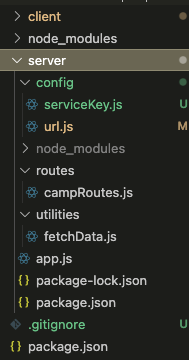 client
node_modules
server
config
serviceKey.js U
url.js M
node_modules
routes
campRoutes.js
utilities
fetchData.js
app.js
{} package-lock.json
{} package.json
.gitignore U
{} package.json